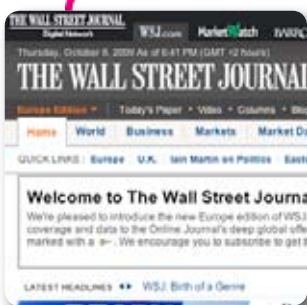 THE WALL STREET JOURNAL
Digital Network
WSJ.com MarketWatch BARRO
Thursday, October 8, 2009 As of 6:41 PM (GMT +2 hours)
THE WALL STREET JOURNAL
Europe Edition Today's Paper • Video • Columns •
Home World Business Markets Market Da
QUICK LINKS: Europe U.K. Iain Martin on Politics East
Welcome to The Wall Street Journa
We're pleased to introduce the new Europe edition of WSJ
coverage and data to the Online Journal's deep global offe
marked with a . We encourage you to subscribe to get t
LATEST HEADLINES WSJ: Birth of a Genre